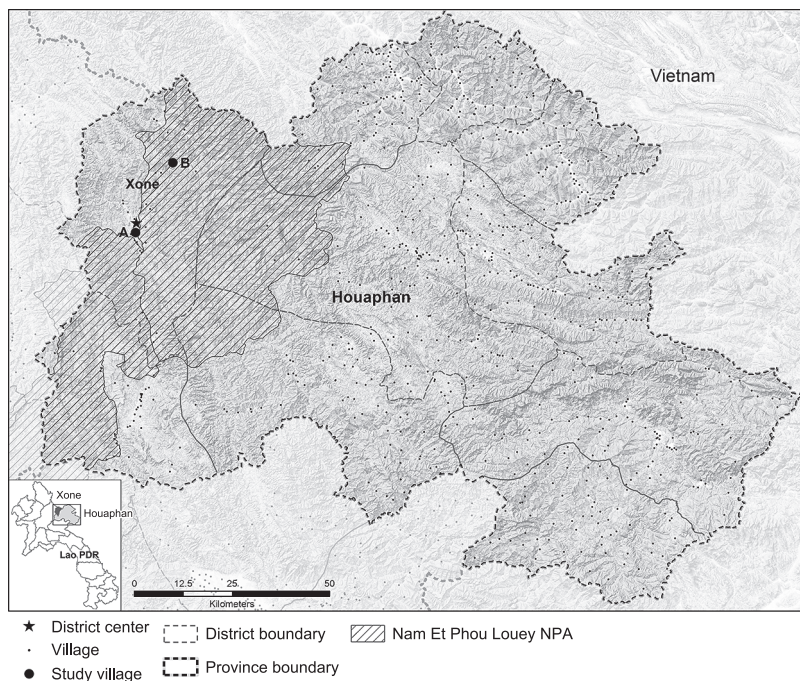 Vietnam
B
Xone
A
Houaphan
Xone
Houaphan
Lao PDR
0 12.5 25 50
Kilometers
District center
Village
Study village
District boundary
Province boundary
Nam Et Phou Louey NPA